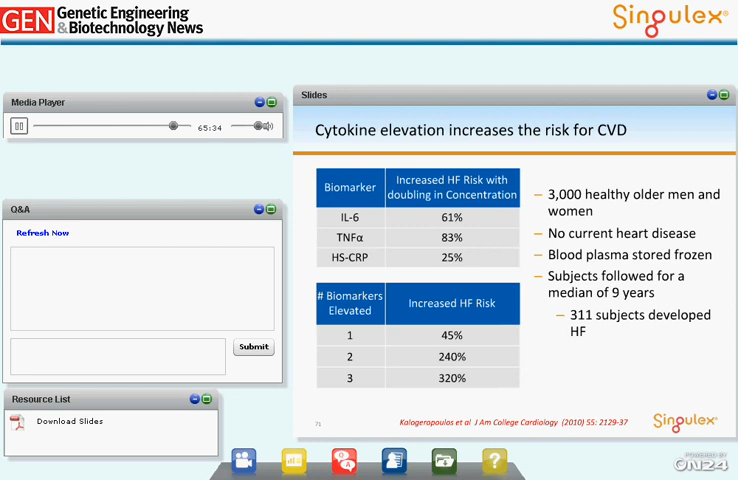 GEN Genetic Engineering
& Biotechnology News
Singulex®
Media Player
65:34
Q&A
Refresh Now
Submit
Resource List
Download Slides
Slides
Cytokine elevation increases the risk for CVD
Biomarker
Increased HF Risk with
doubling in Concentration
IL-6 61%
TNFα 83%
HS-CRP 25%
# Biomarkers
Elevated
Increased HF Risk
1 45%
2 240%
3 320%
– 3,000 healthy older men and
women
– No current heart disease
– Blood plasma stored frozen
– Subjects followed for a
median of 9 years
– 311 subjects developed
HF
71
Kalogeropoulos et al J Am College Cardiology (2010) 55: 2129-37
Singulex®
Q
A
?
POWERED BY
ON24